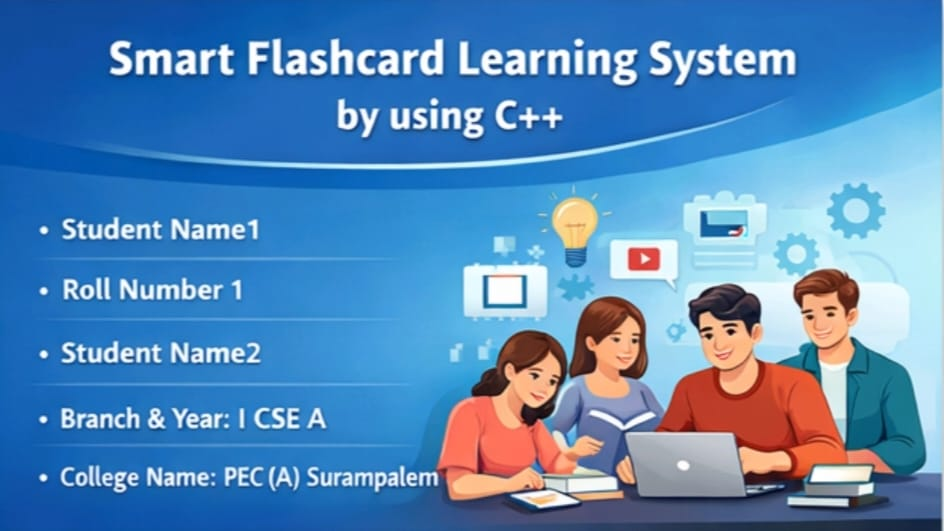 Smart Flashcard Learning System
by using C++
• Student Name1
• Roll Number 1
• Student Name2
• Branch & Year: I CSE A
• College Name: PEC (A) Surampalem